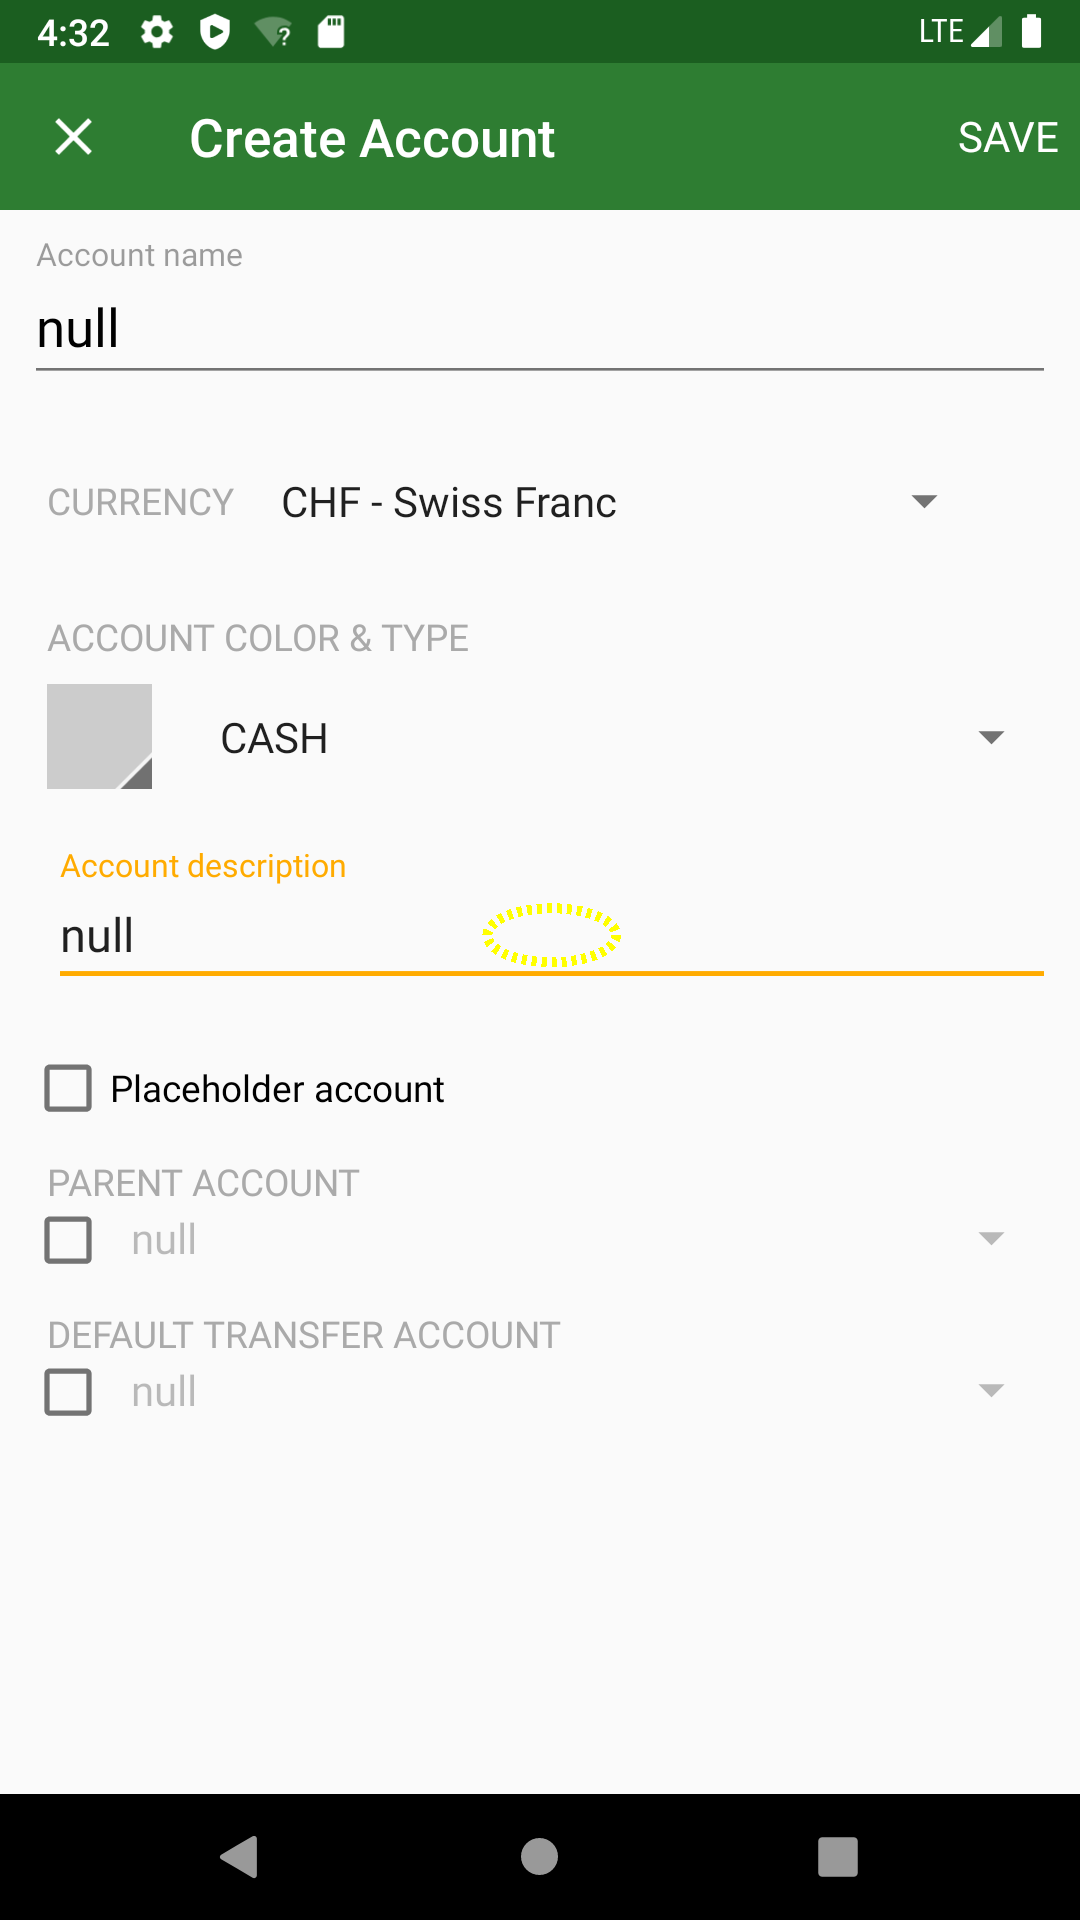 4:32
LTE
Create Account
SAVE
Account name
null
CURRENCY CHF - Swiss Franc
ACCOUNT COLOR & TYPE
CASH
Account description
null
Placeholder account
PARENT ACCOUNT
null
DEFAULT TRANSFER ACCOUNT
null